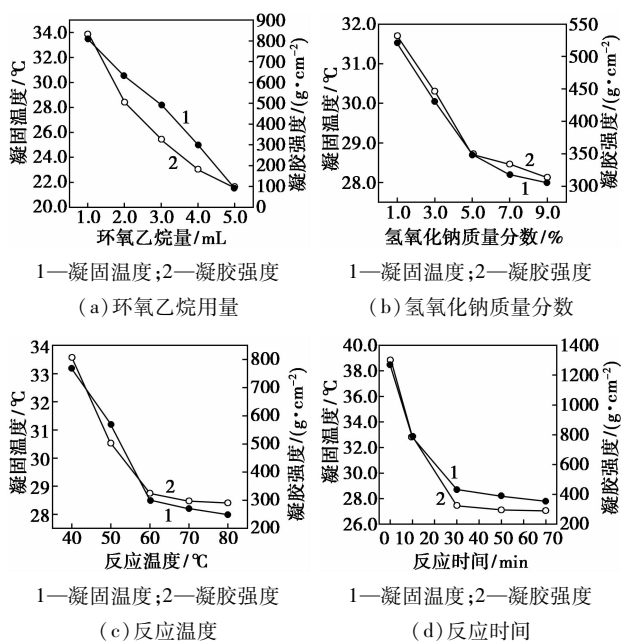 凝固温度/℃
34.0
32.0
30.0
28.0
26.0
24.0
22.0
20.0
1.0 2.0 3.0 4.0 5.0
环氧乙烷量/mL
900
800
700
600
500
400
300
200
100
0
凝胶强度/(g·cm⁻²)
1
2
1—凝固温度;2—凝胶强度
(a)环氧乙烷用量
凝固温度/℃
32.0
30.0
28.0
1.0 3.0 5.0 7.0 9.0
氢氧化钠质量分数/%
550
500
450
400
350
300
凝胶强度/(g·cm⁻²)
2
1
1—凝固温度;2—凝胶强度
(b)氢氧化钠质量分数
凝固温度/℃
34
33
31
30
29
28
40 50 60 70 80
反应温度/℃
800
700
600
500
400
300
200
凝胶强度/(g·cm⁻²)
2
1
1—凝固温度;2—凝胶强度
(c)反应温度
凝固温度/℃
40.0
38.0
36.0
34.0
32.0
30.0
28.0
26.0
0 10 20 30 40 50 60 70
反应时间/min
1400
1200
1000
800
600
400
200
凝胶强度/(g·cm⁻²)
1
2
1—凝固温度;2—凝胶强度
(d)反应时间